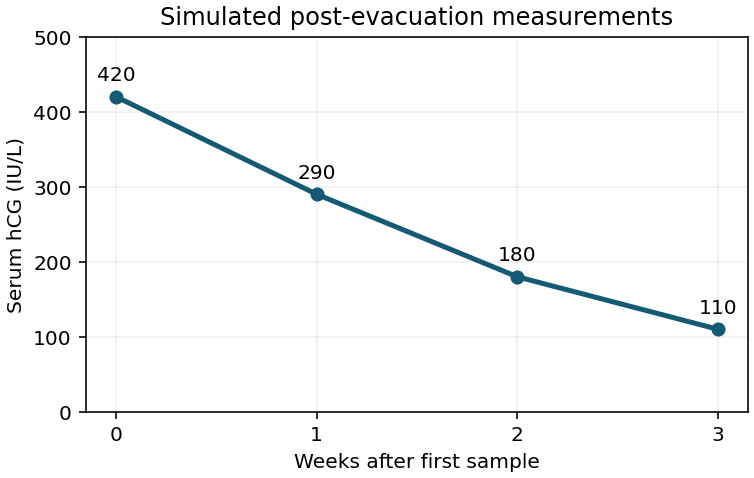 Simulated post-evacuation measurements
Serum hCG (IU/L)
500
400
300
200
100
0
420
290
180
110
0 1 2 3
Weeks after first sample